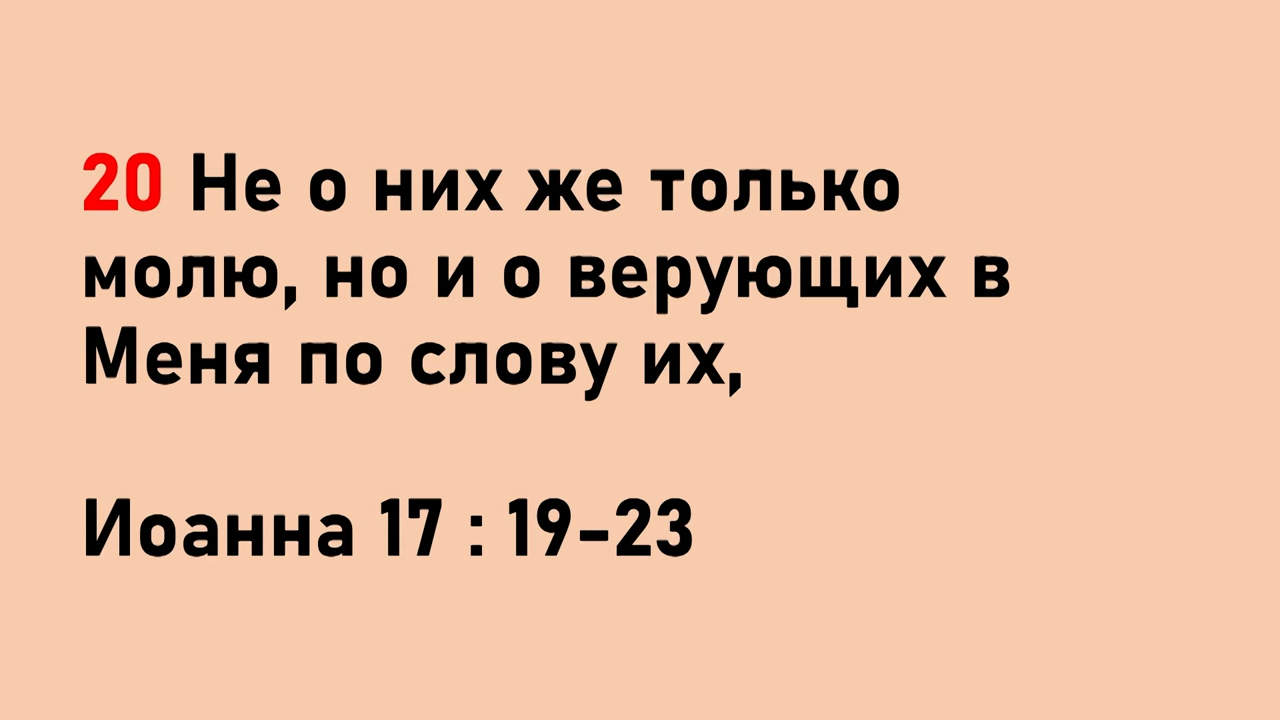 20 Не о них же только
молю, но и о верующих в
Меня по слову их,
Иоанна 17 : 19-23